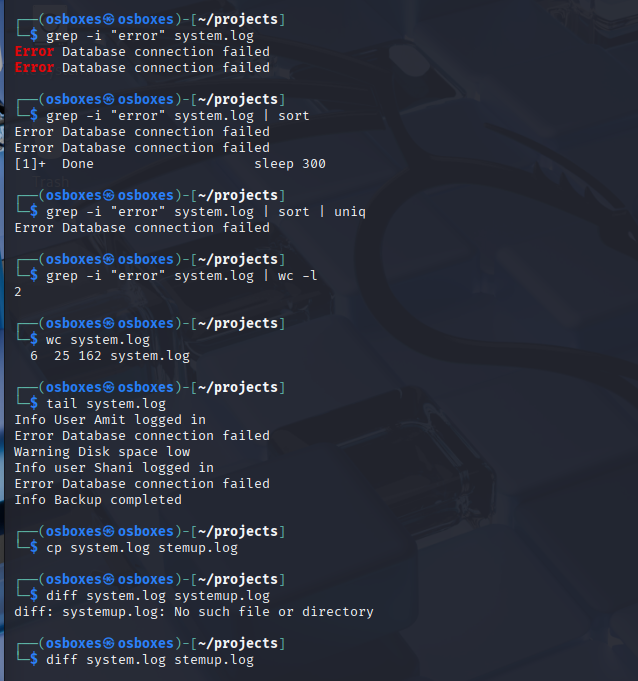 ┌──(osboxes㉿osboxes)-[~/projects]
└─$ grep -i "error" system.log
Error Database connection failed
Error Database connection failed
┌──(osboxes㉿osboxes)-[~/projects]
└─$ grep -i "error" system.log | sort
Error Database connection failed
Error Database connection failed
[1]+  Done                    sleep 300
┌──(osboxes㉿osboxes)-[~/projects]
└─$ grep -i "error" system.log | sort | uniq
Error Database connection failed
┌──(osboxes㉿osboxes)-[~/projects]
└─$ grep -i "error" system.log | wc -l
2
┌──(osboxes㉿osboxes)-[~/projects]
└─$ wc system.log
  6  25 162 system.log
┌──(osboxes㉿osboxes)-[~/projects]
└─$ tail system.log
Info User Amit logged in
Error Database connection failed
Warning Disk space low
Info user Shani logged in
Error Database connection failed
Info Backup completed
┌──(osboxes㉿osboxes)-[~/projects]
└─$ cp system.log stemup.log
┌──(osboxes㉿osboxes)-[~/projects]
└─$ diff system.log systemup.log
diff: systemup.log: No such file or directory
┌──(osboxes㉿osboxes)-[~/projects]
└─$ diff system.log stemup.log